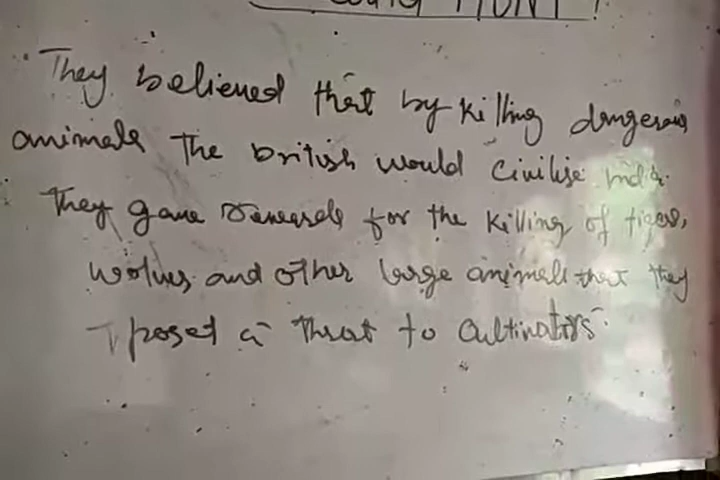 HUNT!
They believed that by killing dangerous
animals the british would Civilise India.
They gave rewards for the killing of tigers,
wolves and other large animals that they
posed a threat to cultivators.